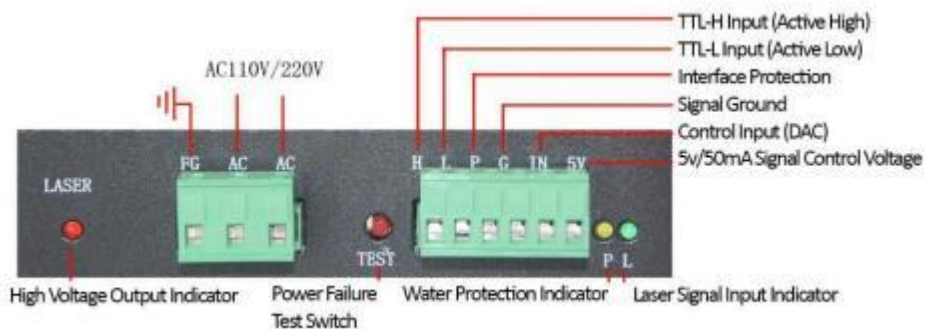 TTL-H Input (Active High)
TTL-L Input (Active Low)
Interface Protection
Signal Ground
Control Input (DAC)
5v/50mA Signal Control Voltage
AC110V/220V
FG AC AC
H L P G IN 5V
LASER
TEST
P L
High Voltage Output Indicator
Power Failure
Test Switch
Water Protection Indicator
Laser Signal Input Indicator